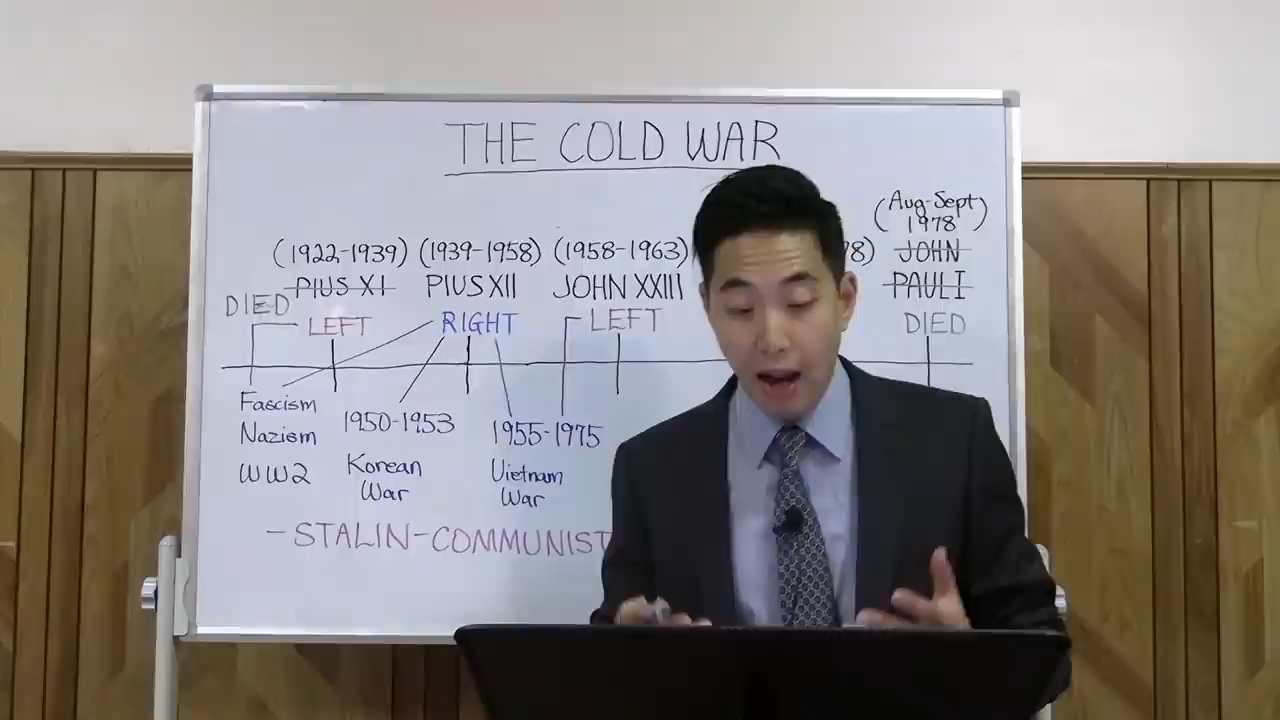 THE COLD WAR
(Aug-Sept)
1978
(1922-1939) (1939-1958) (1958-1963) 78)
PIUS XI PIUS XII JOHN XXIII JOHN
PAUL I
DIED LEFT RIGHT LEFT DIED
Fascism
Nazism
WW2
1950-1953
Korean
War
1955-1975
Vietnam
War
-STALIN-COMMUNIST